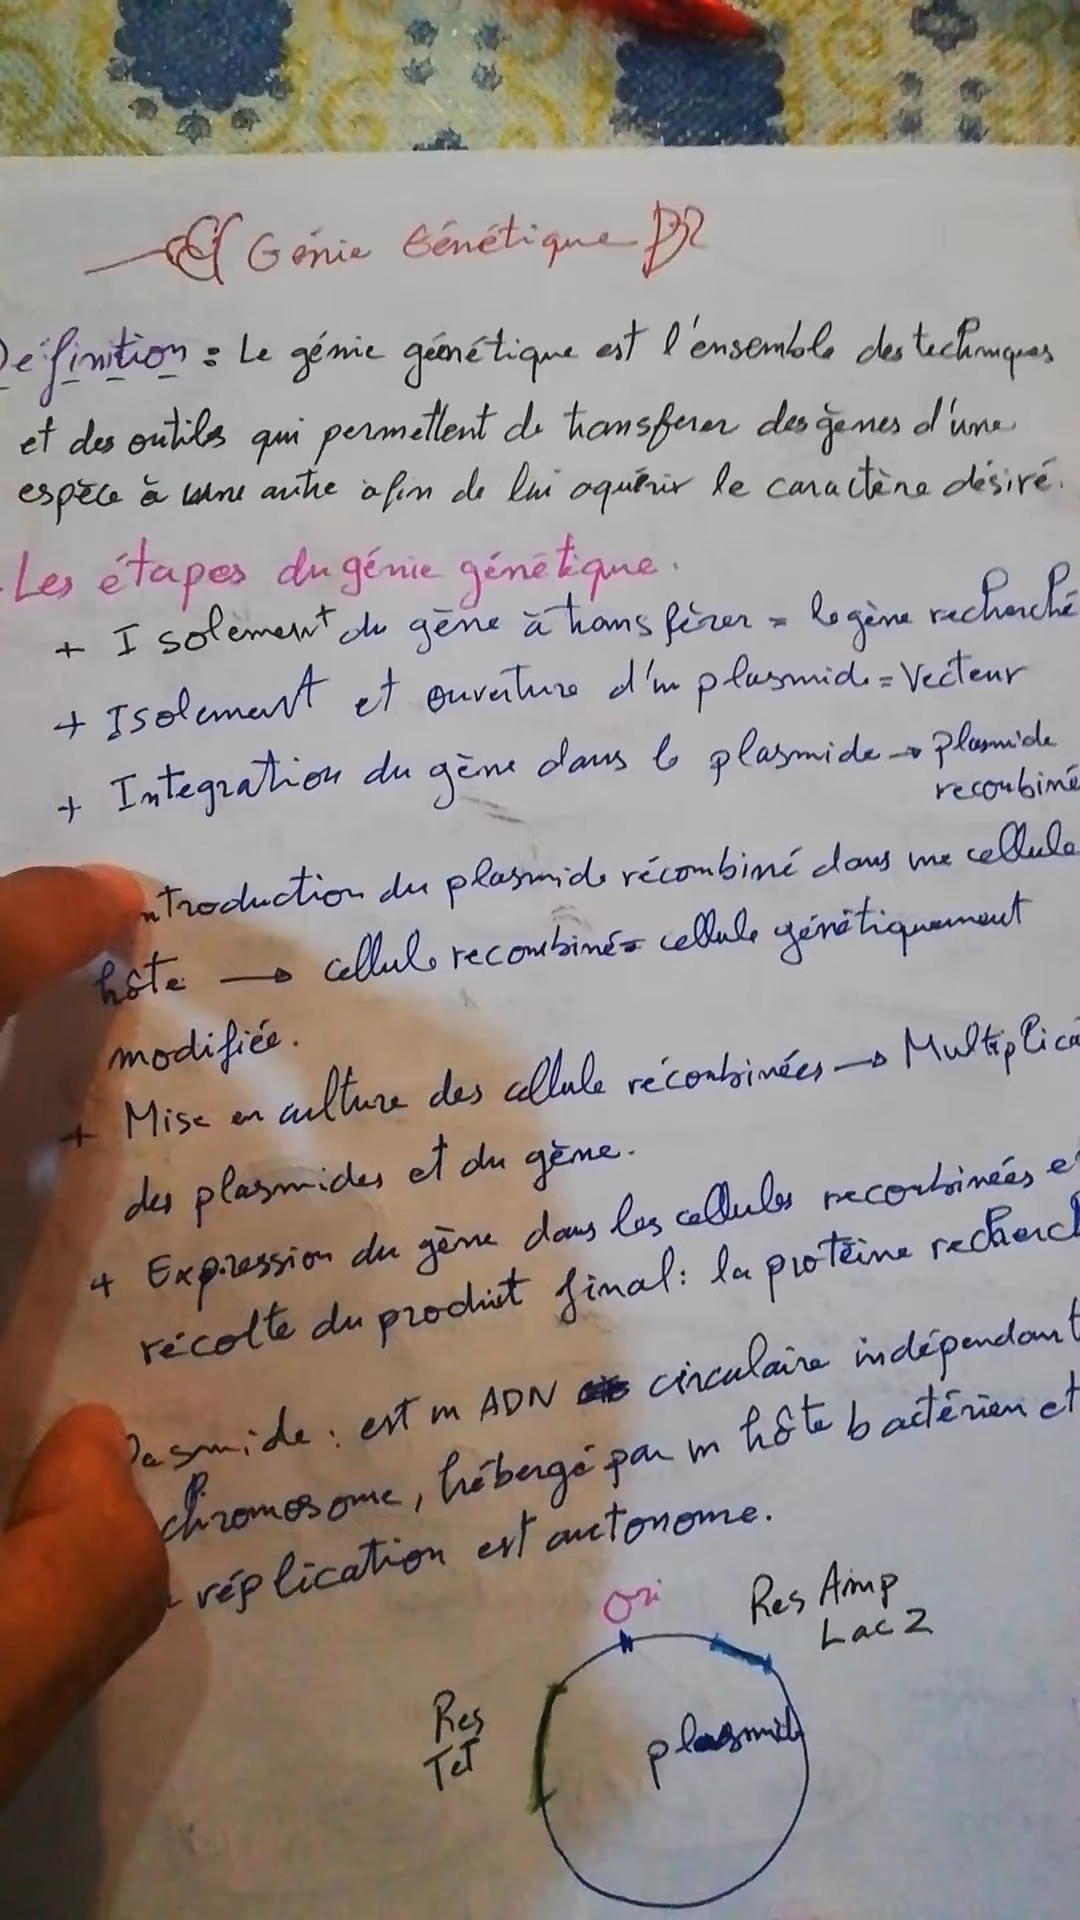 Génie Génétique
Définition : Le génie géenétique est l'ensemble des techniques
et des outils qui permettent de transferer des gènes d'une
espèce à une autre afin de lui aquérir le caractère désiré.
Les étapes du génie génétique.
+ Isolement du gène à transférer = le gène recherché
+ Isolement et ouverture d'un plasmide = Vecteur
+ Integration du gène dans le plasmide → plasmide
recombiné
ntroduction du plasmide récombiné dans une cellule
hôte → cellule recombiné = cellule génétiquement
modifiée.
+ Mise en culture des cellule récombinées → Multiplica
des plasmides et du gène.
+ Expression du gène dans les cellules recombinées et
récolte du produit final : la protéine recherch
Plasmide : est un ADN circulaire indépendant
chromosome, hébergé par un hôte bactérien et
réplication est autonome.
Ori
Res Amp
Lac Z
Res
Tet
plasmide